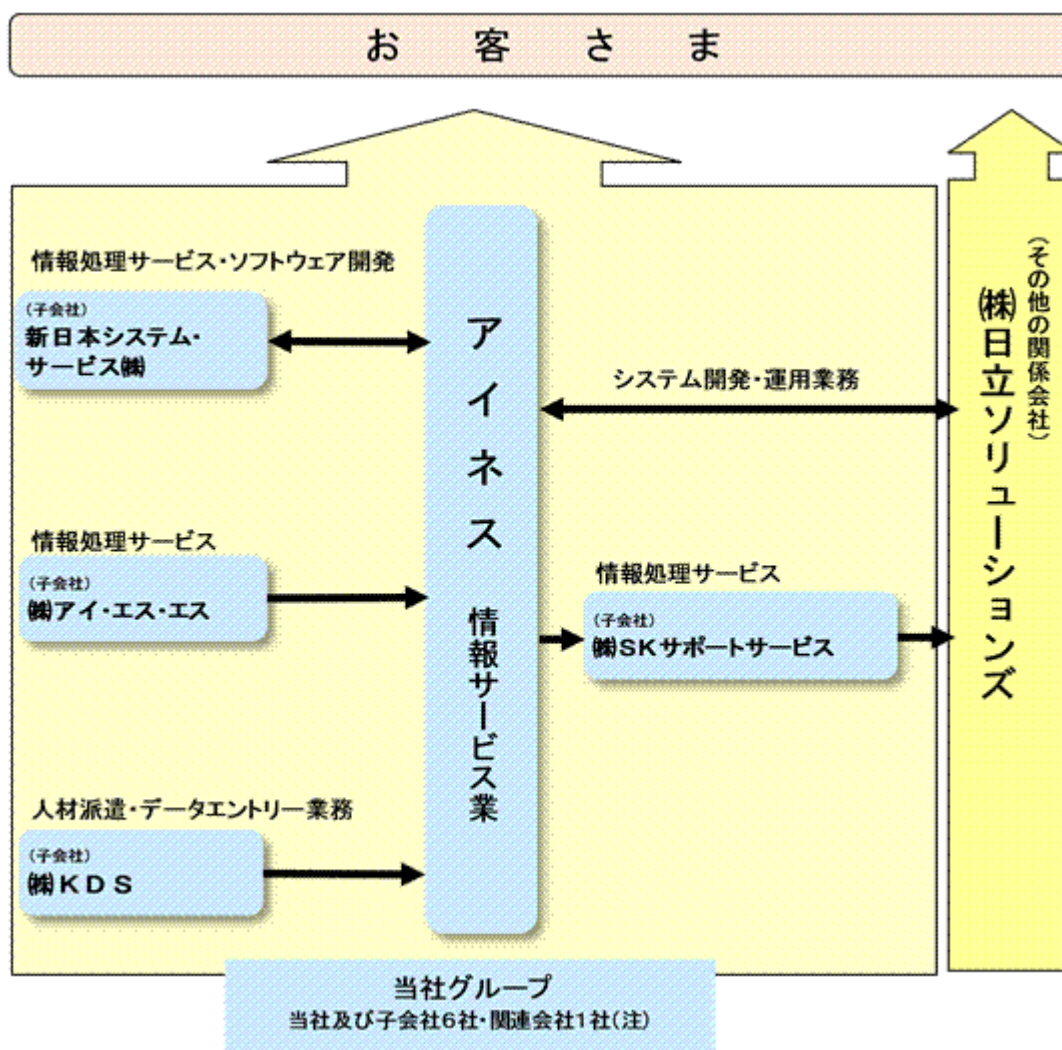 お客さま
情報処理サービス・ソフトウェア開発
(子会社)
新日本システム・
サービス㈱
情報処理サービス
(子会社)
㈱アイ・エス・エス
人材派遣・データエントリー業務
(子会社)
㈱KDS
アイネス 情報サービス業
システム開発・運用業務
情報処理サービス
(子会社)
㈱SKサポートサービス
(その他の関係会社)
㈱日立ソリューションズ
当社グループ
当社及び子会社6社・関連会社1社(注)